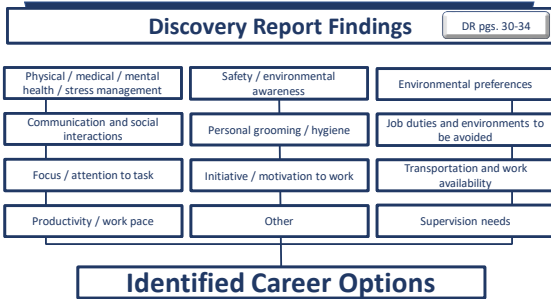 Discovery Report Findings
DR pgs. 30-34
Physical / medical / mental
health / stress management
Safety / environmental
awareness
Environmental preferences
Communication and social
interactions
Personal grooming / hygiene
Job duties and environments to
be avoided
Focus / attention to task
Initiative / motivation to work
Transportation and work
availability
Productivity / work pace
Other
Supervision needs
Identified Career Options